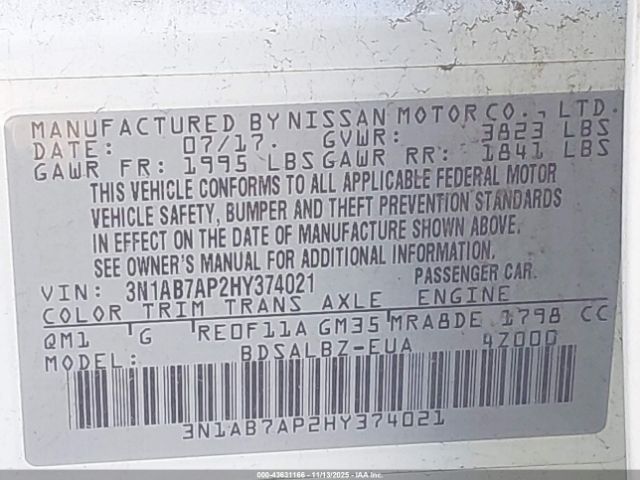 MANUFACTURED BY NISSAN MOTOR CO., LTD.
DATE: 07/17. GVWR: 3823 LBS
GAWR FR: 1995 LBS GAWR RR: 1841 LBS
THIS VEHICLE CONFORMS TO ALL APPLICABLE FEDERAL MOTOR
VEHICLE SAFETY, BUMPER AND THEFT PREVENTION STANDARDS
IN EFFECT ON THE DATE OF MANUFACTURE SHOWN ABOVE.
SEE OWNER'S MANUAL FOR ADDITIONAL INFORMATION.
VIN: 3N1AB7AP2HY374021 PASSENGER CAR.
COLOR TRIM TRANS AXLE ENGINE
QM1 G RE0F11A GM35 MRA8DE 1798 CC
MODEL: BDSALBZ-EUA 4Z000
3N1AB7AP2HY374021
000-43631166 - 11/13/2025 - IAA Inc.